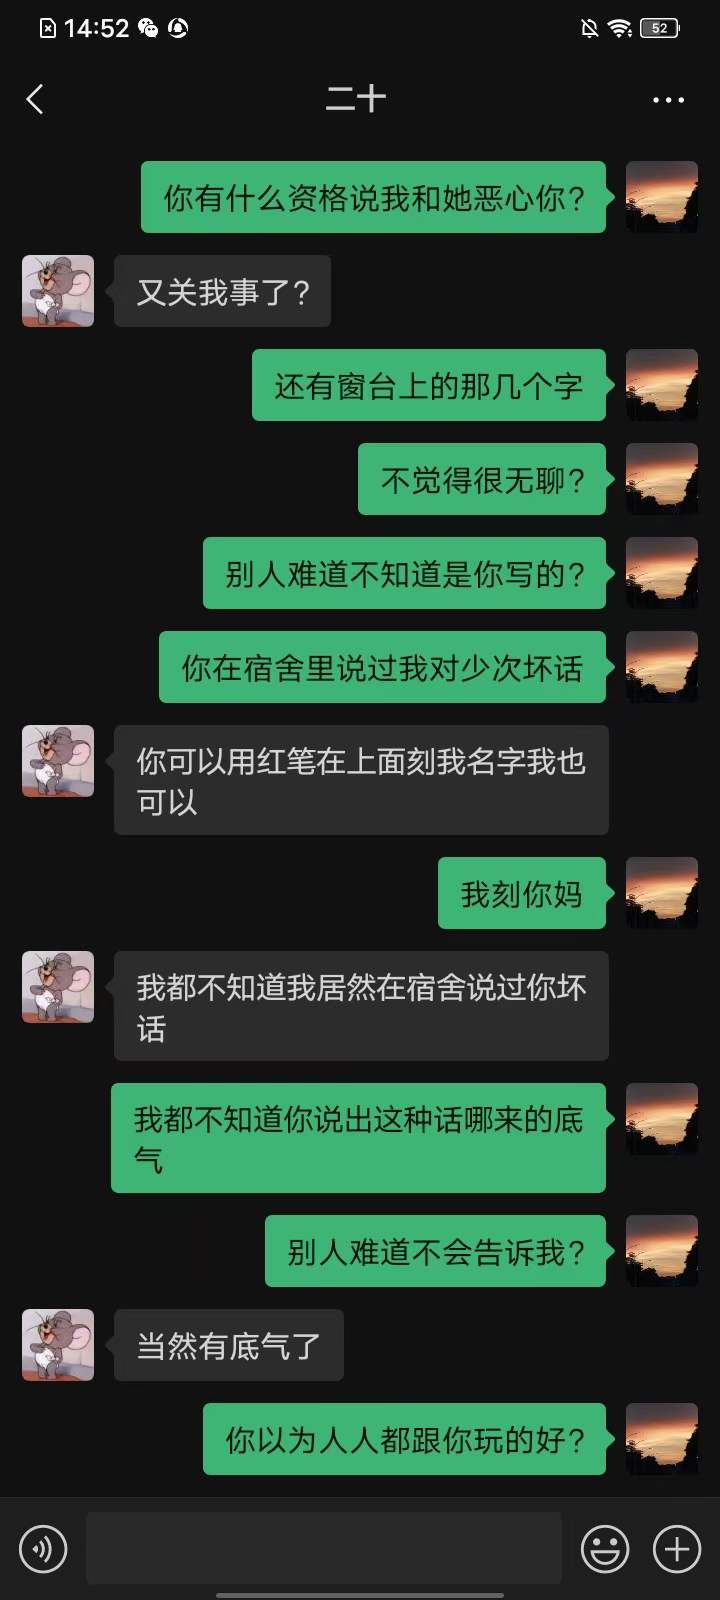 14:52
52
二十
你有什么资格说我和她恶心你?
又关我事了?
还有窗台上的那几个字
不觉得很无聊?
别人难道不知道是你写的?
你在宿舍里说过我对少次坏话
你可以用红笔在上面刻我名字我也
可以
我刻你妈
我都不知道我居然在宿舍说过你坏
话
我都不知道你说出这种话哪来的底
气
别人难道不会告诉我?
当然有底气了
你以为人人都跟你玩的好?